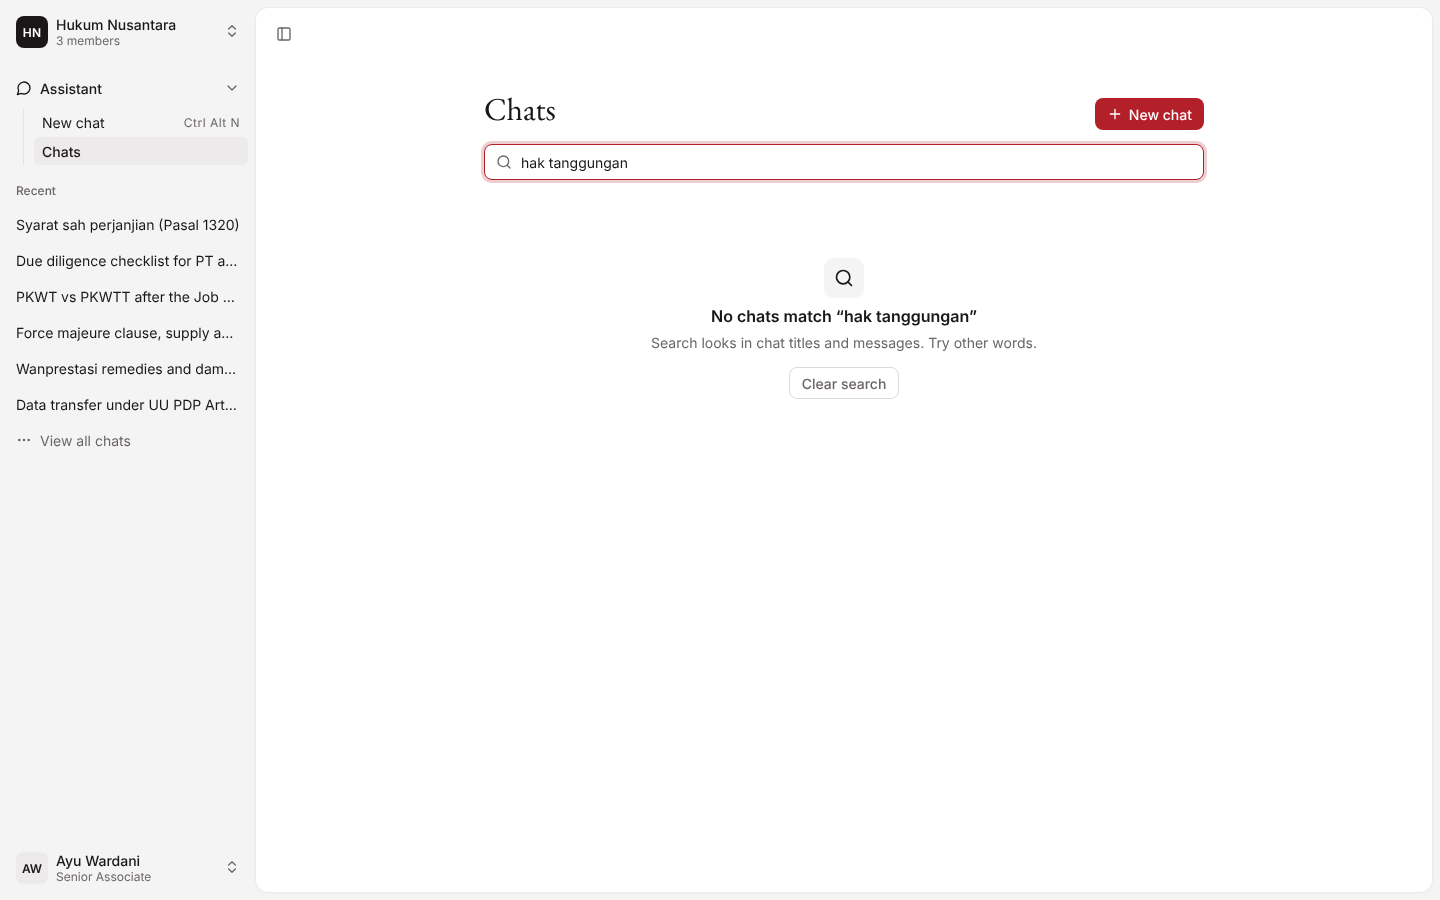 HN
Hukum Nusantara
3 members
Assistant
New chat
Ctrl Alt N
Chats
Recent
Syarat sah perjanjian (Pasal 1320)
Due diligence checklist for PT a...
PKWT vs PKWTT after the Job ...
Force majeure clause, supply a...
Wanprestasi remedies and dam...
Data transfer under UU PDP Art...
View all chats
AW
Ayu Wardani
Senior Associate
Chats
New chat
hak tanggungan
No chats match “hak tanggungan”
Search looks in chat titles and messages. Try other words.
Clear search